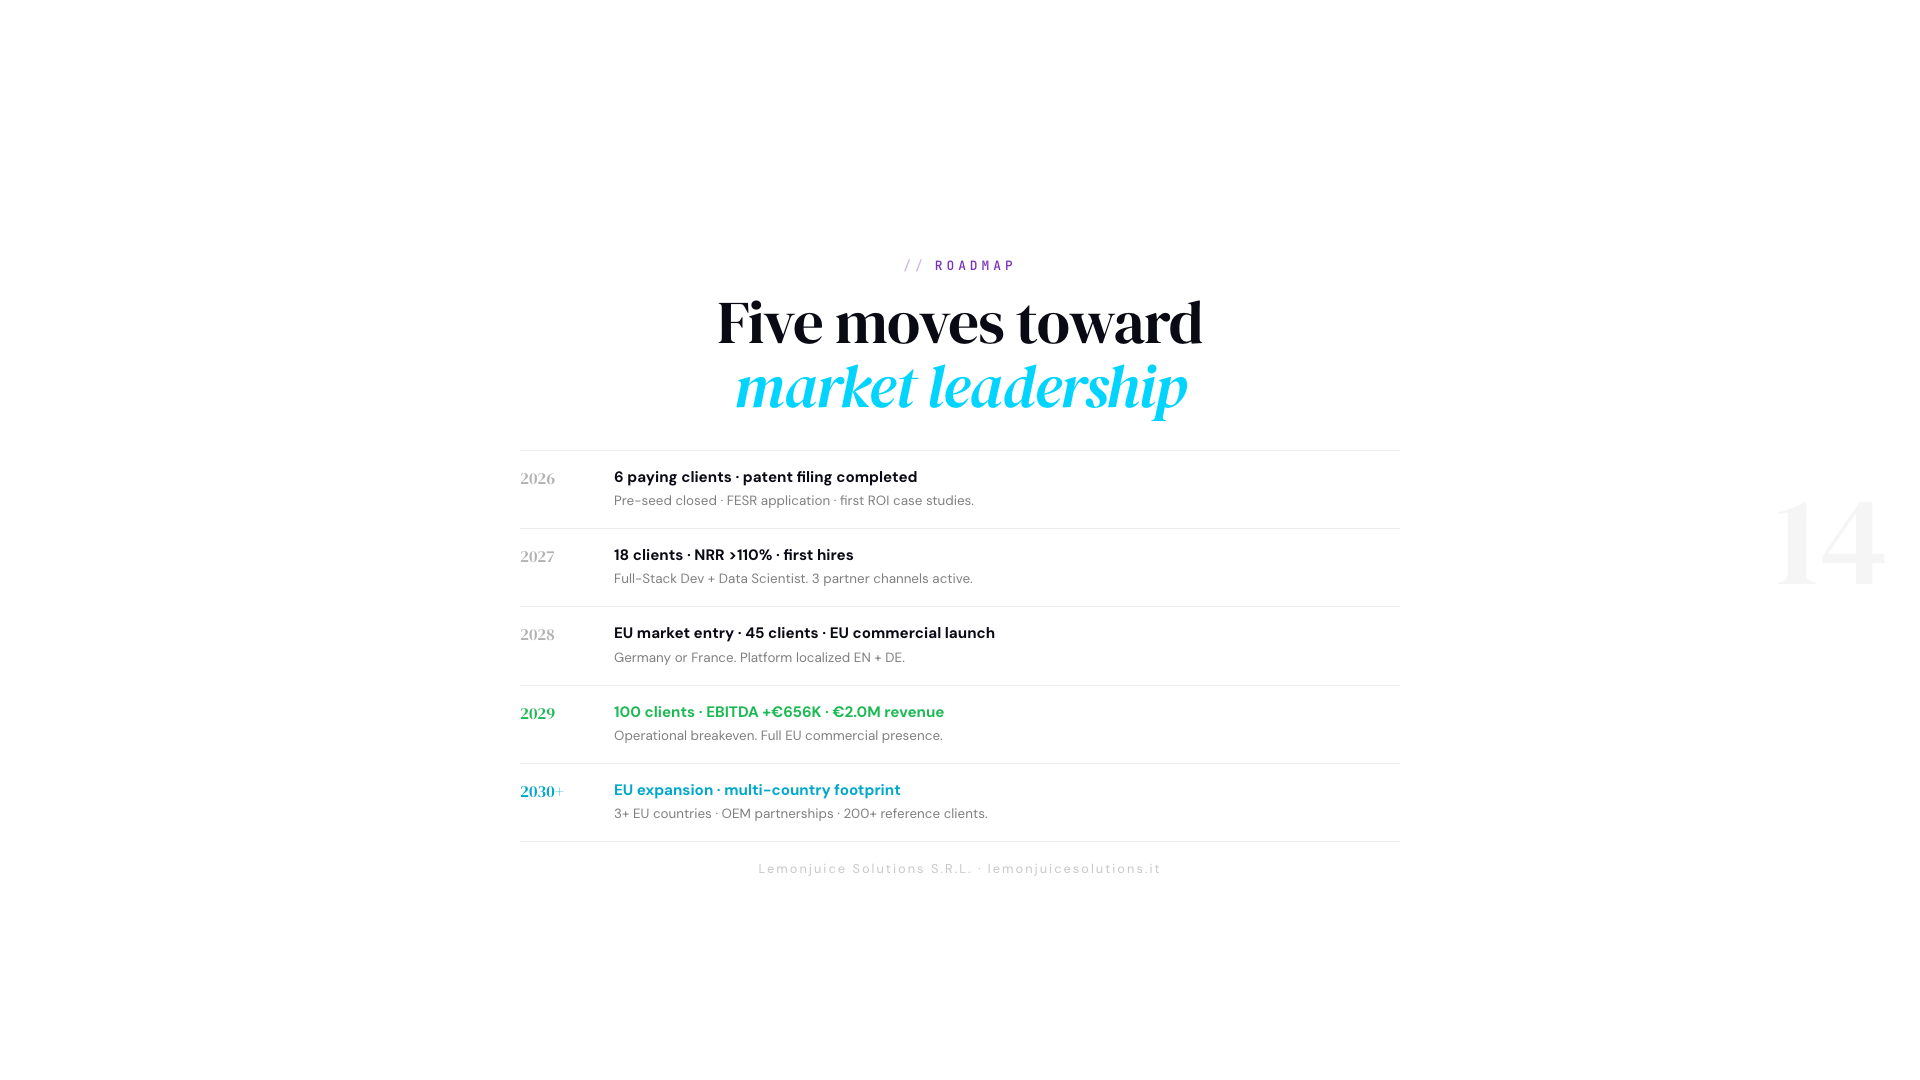 // ROADMAP
Five moves toward
market leadership
2026
6 paying clients · patent filing completed
Pre-seed closed · FESR application · first ROI case studies.
2027
18 clients · NRR >110% · first hires
Full-Stack Dev + Data Scientist. 3 partner channels active.
2028
EU market entry · 45 clients · EU commercial launch
Germany or France. Platform localized EN + DE.
2029
100 clients · EBITDA +€656K · €2.0M revenue
Operational breakeven. Full EU commercial presence.
2030+
EU expansion · multi-country footprint
3+ EU countries · OEM partnerships · 200+ reference clients.
Lemonjuice Solutions S.R.L. · lemonjuicesolutions.it
14